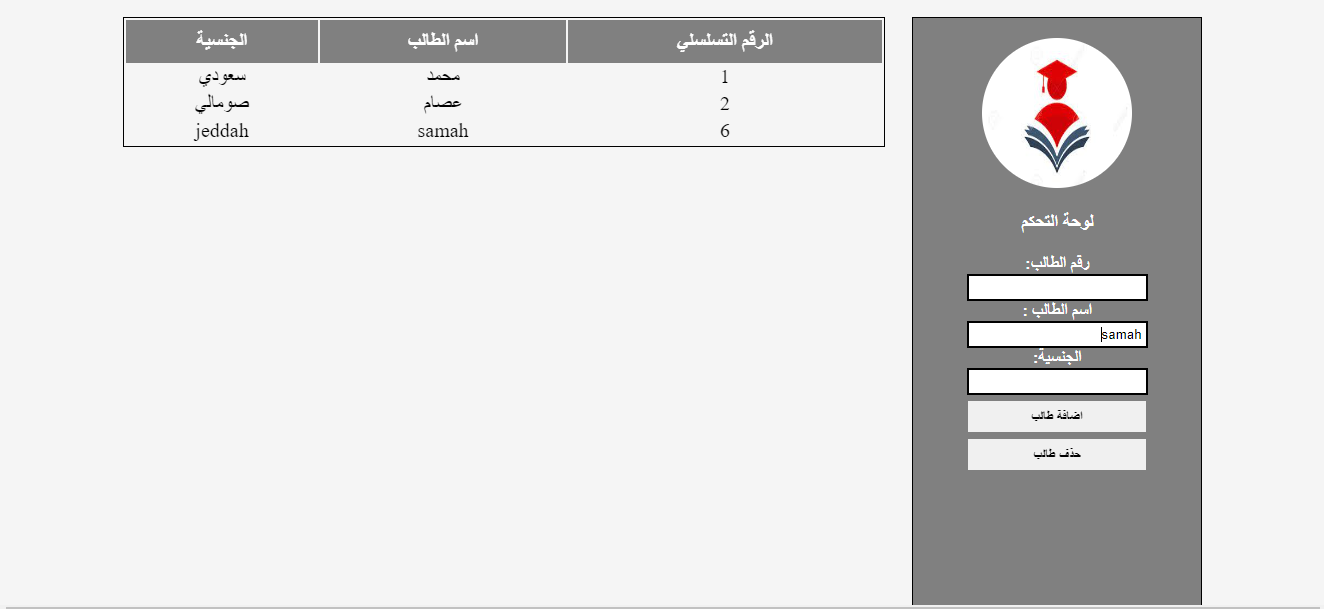 لوحة التحكم
رقم الطالب:
اسم الطالب :
samah
الجنسية:
اضافة طالب
حذف طالب
الرقم التسلسلي اسم الطالب الجنسية
1 محمد سعودي
2 عصام صومالي
6 samah jeddah